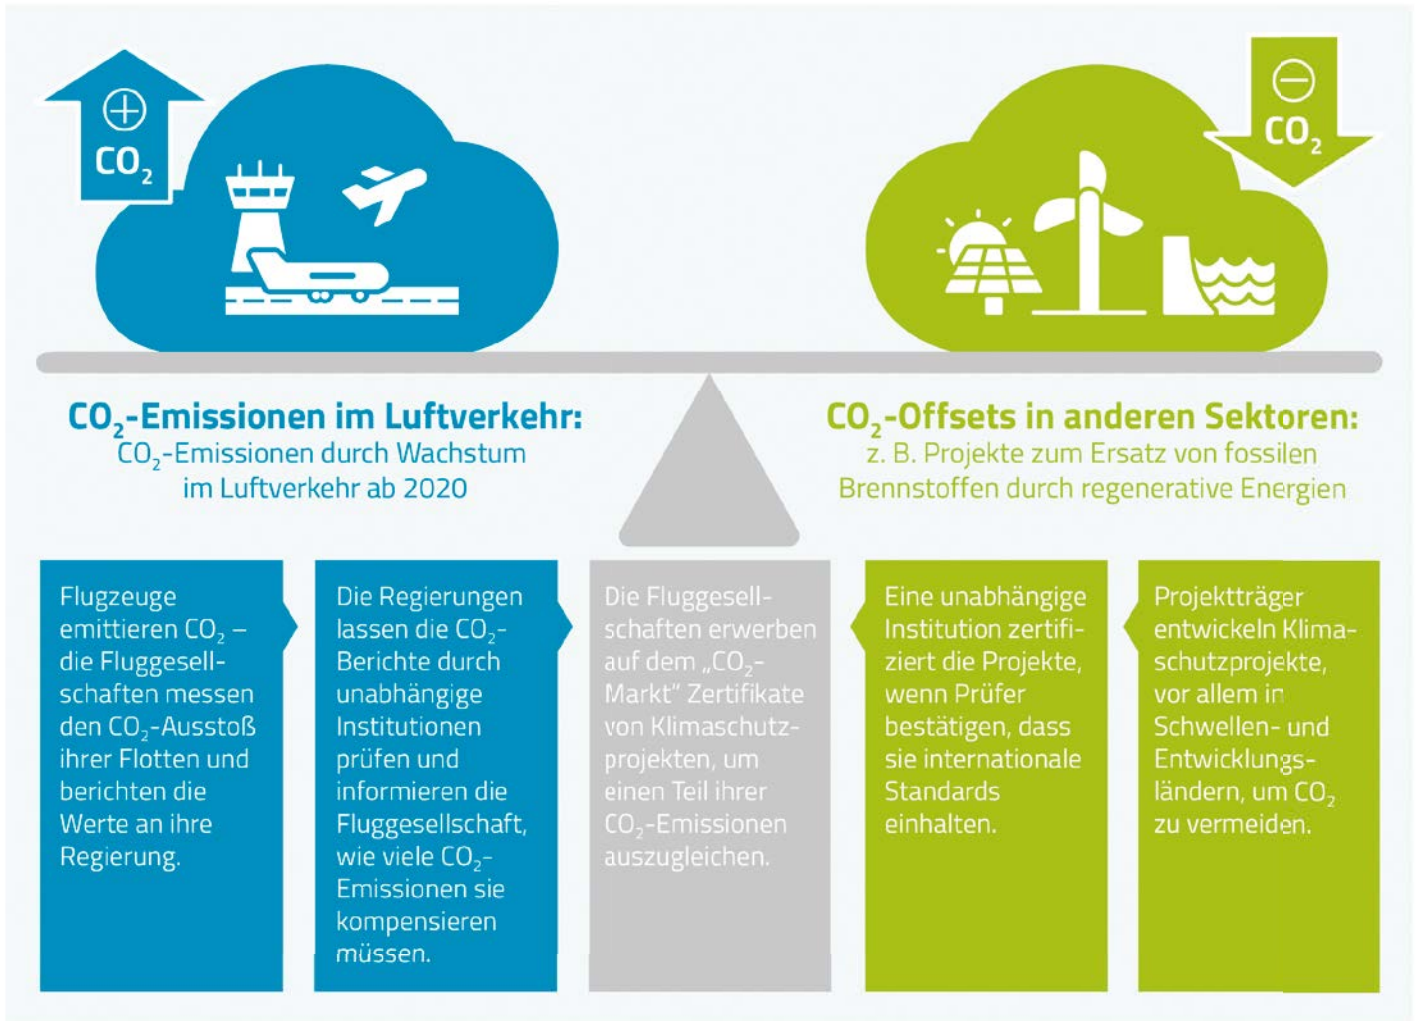 CO₂
CO₂
CO₂-Emissionen im Luftverkehr:
CO₂-Emissionen durch Wachstum
im Luftverkehr ab 2020
CO₂-Offsets in anderen Sektoren:
z. B. Projekte zum Ersatz von fossilen
Brennstoffen durch regenerative Energien
Flugzeuge
emittieren CO₂ –
die Fluggesell-
schaften messen
den CO₂-Ausstoß
ihrer Flotten und
berichten die
Werte an ihre
Regierung.
Die Regierungen
lassen die CO₂-
Berichte durch
unabhängige
Institutionen
prüfen und
informieren die
Fluggesellschaft,
wie viele CO₂-
Emissionen sie
kompensieren
müssen.
Die Fluggesell-
schaften erwerben
auf dem „CO₂-
Markt“ Zertifikate
von Klimaschutz-
projekten, um
einen Teil ihrer
CO₂-Emissionen
auszugleichen.
Eine unabhängige
Institution zertifi-
ziert die Projekte,
wenn Prüfer
bestätigen, dass
sie internationale
Standards
einhalten.
Projektträger
entwickeln Klima-
schutzprojekte,
vor allem in
Schwellen- und
Entwicklungs-
ländern, um CO₂
zu vermeiden.